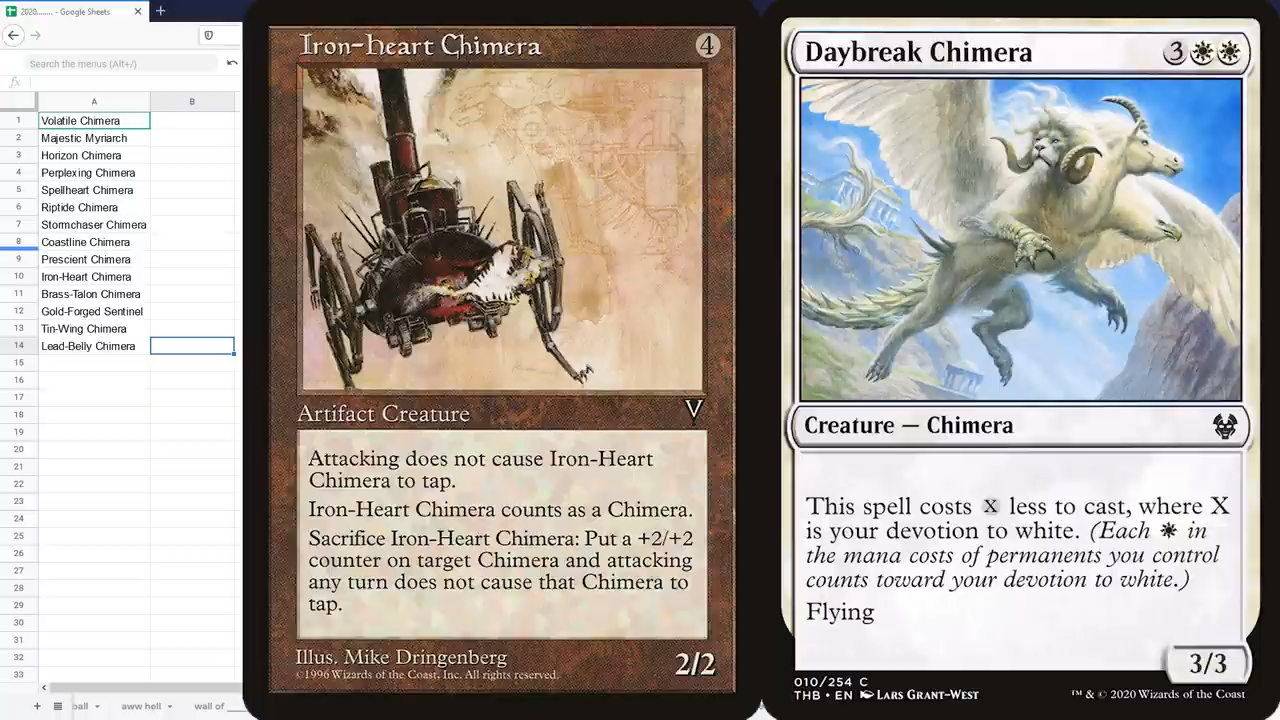 2020........ - Google Sheets
Search the menus (Alt+/)
fx
A B
1 Volatile Chimera
2 Majestic Myriarch
3 Horizon Chimera
4 Perplexing Chimera
5 Spellheart Chimera
6 Riptide Chimera
7 Stormchaser Chimera
8 Coastline Chimera
9 Prescient Chimera
10 Iron-Heart Chimera
11 Brass-Talon Chimera
12 Gold-Forged Sentinel
13 Tin-Wing Chimera
14 Lead-Belly Chimera
15
16
17
18
19
20
21
22
23
24
25
26
27
28
29
30
31
32
33
ball
aww hell
wall of ___
Iron-Heart Chimera 4
Artifact Creature V
Attacking does not cause Iron-Heart
Chimera to tap.
Iron-Heart Chimera counts as a Chimera.
Sacrifice Iron-Heart Chimera: Put a +2/+2
counter on target Chimera and attacking
any turn does not cause that Chimera to
tap.
Illus. Mike Dringenberg
©1996 Wizards of the Coast, Inc. All rights reserved.
2/2
Daybreak Chimera 3
Creature — Chimera
This spell costs X less to cast, where X
is your devotion to white. (Each in
the mana costs of permanents you control
counts toward your devotion to white.)
Flying
3/3
010/254 C
THB • EN LARS GRANT-WEST
™ & © 2020 Wizards of the Coast